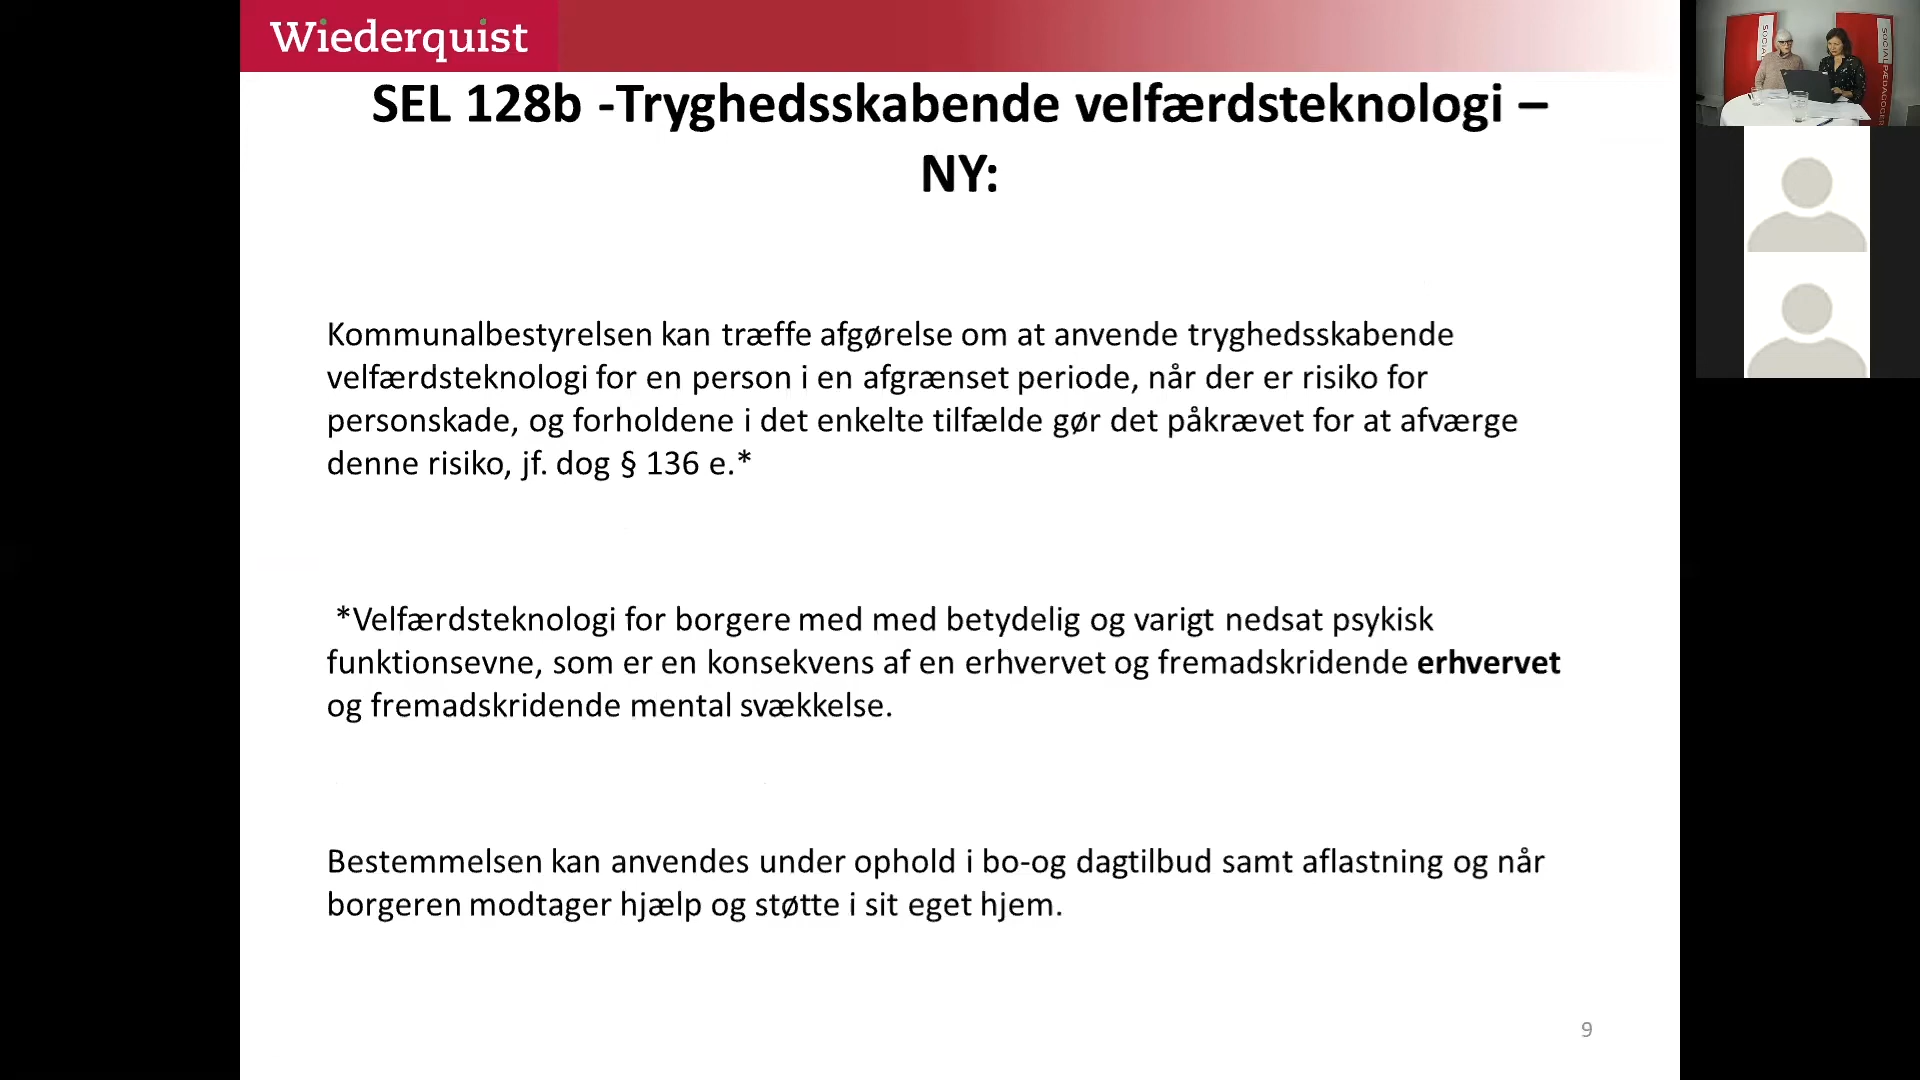 Wiederquist
SEL 128b -Tryghedsskabende velfærdsteknologi –
NY:
Kommunalbestyrelsen kan træffe afgørelse om at anvende tryghedsskabende
velfærdsteknologi for en person i en afgrænset periode, når der er risiko for
personskade, og forholdene i det enkelte tilfælde gør det påkrævet for at afværge
denne risiko, jf. dog § 136 e.*
*Velfærdsteknologi for borgere med med betydelig og varigt nedsat psykisk
funktionsevne, som er en konsekvens af en erhvervet og fremadskridende erhvervet
og fremadskridende mental svækkelse.
Bestemmelsen kan anvendes under ophold i bo-og dagtilbud samt aflastning og når
borgeren modtager hjælp og støtte i sit eget hjem.
9
SOCIALPÆDAGOGER